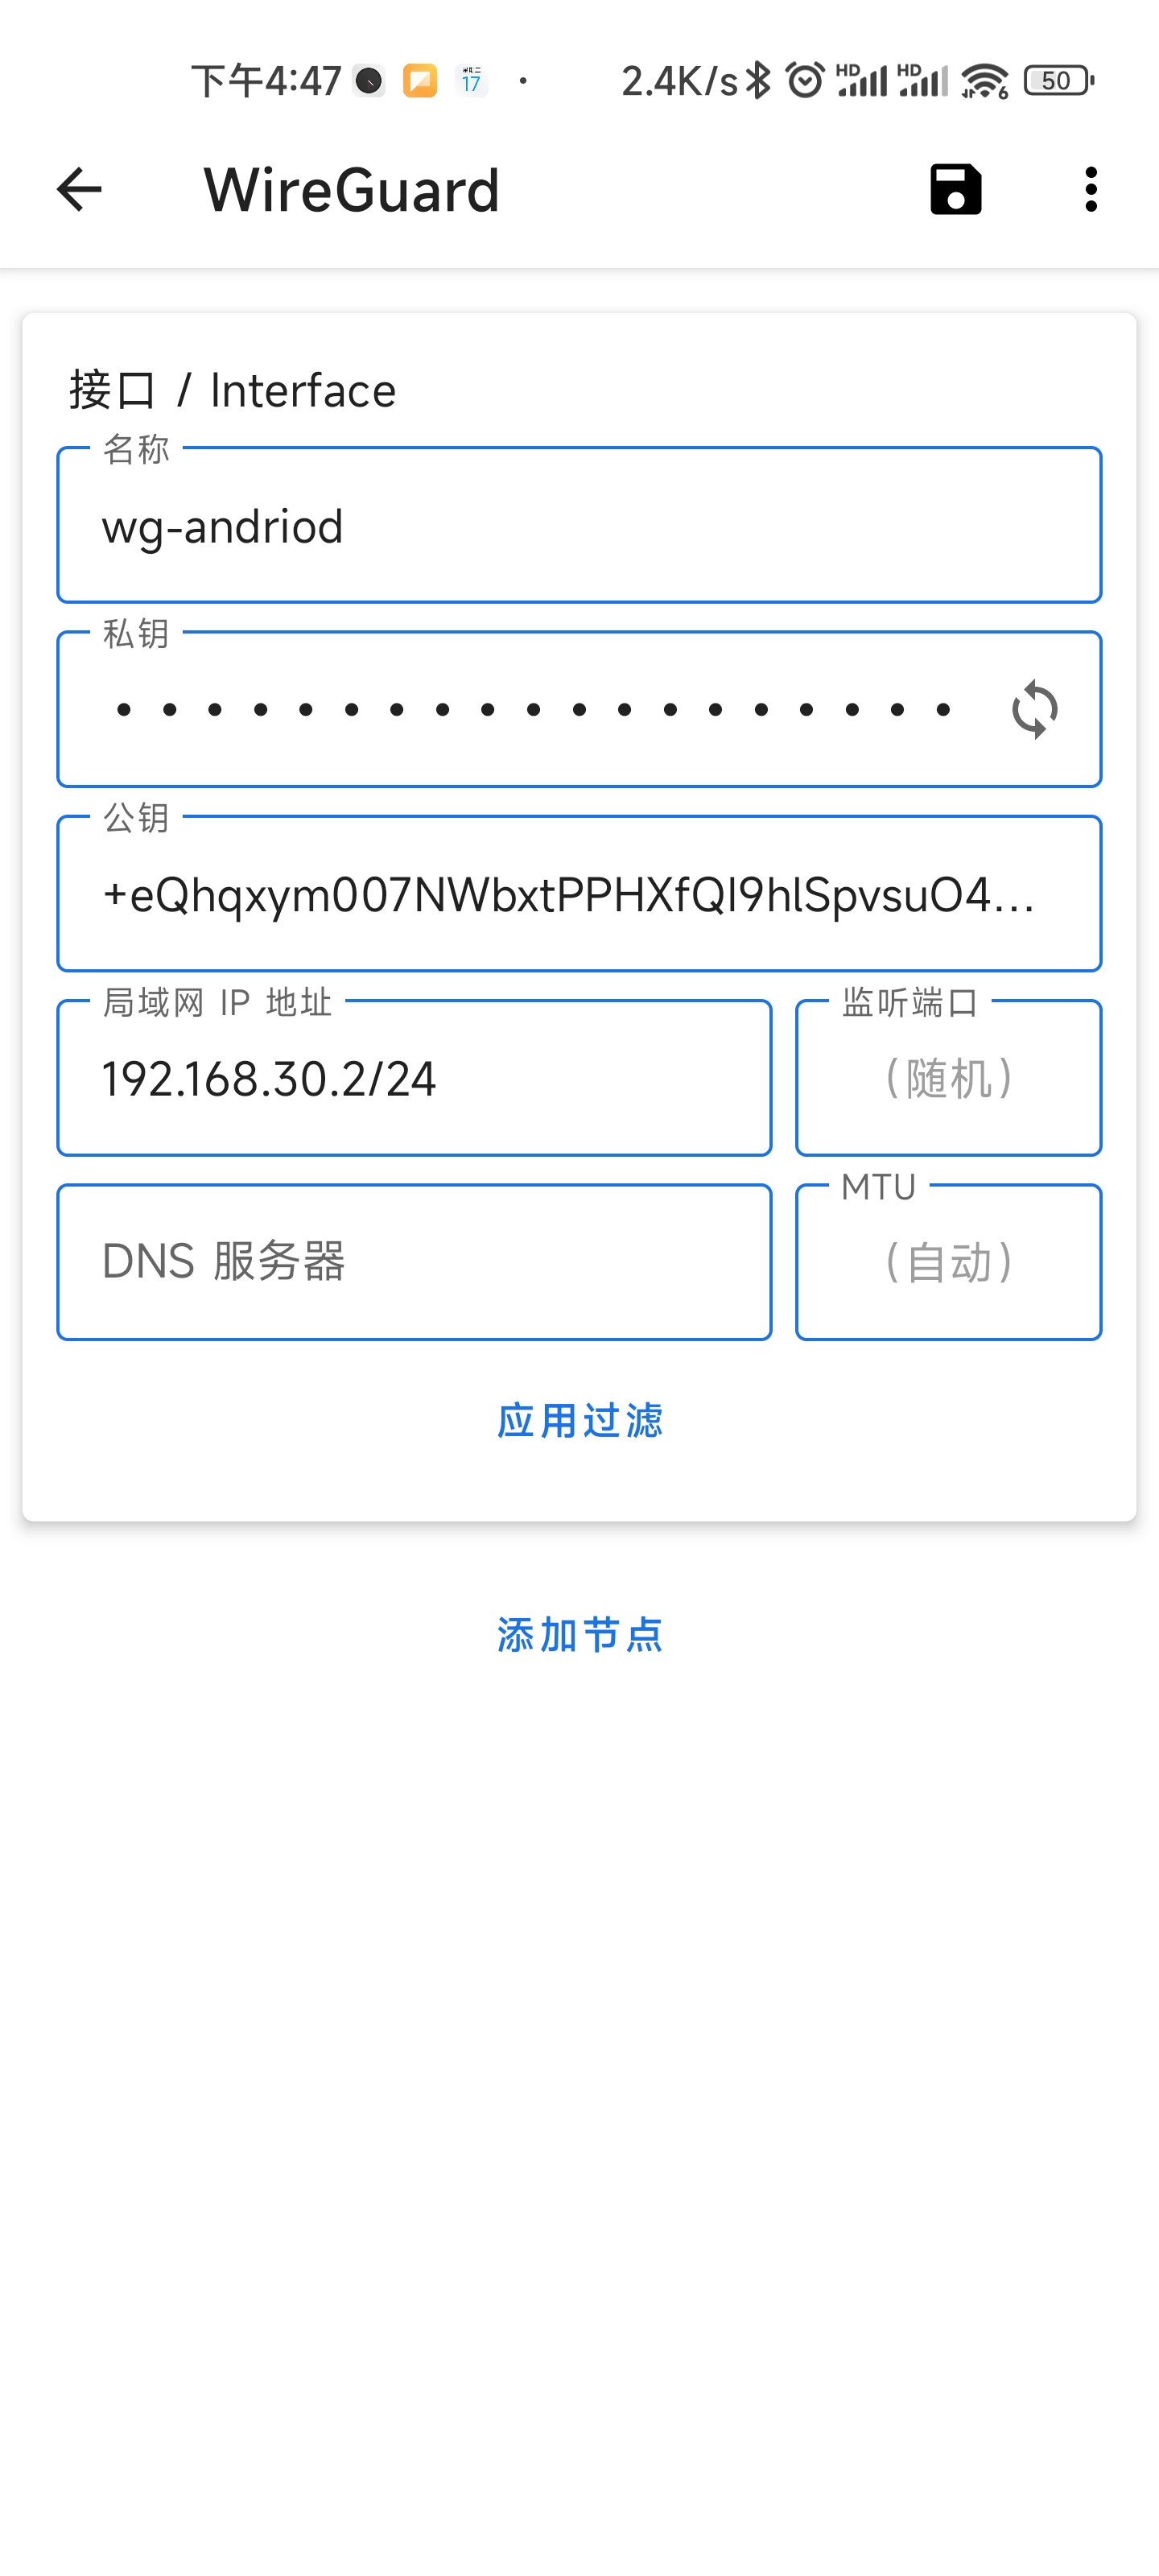 下午4:47
17
2.4K/s
HD
HD
6
50
WireGuard
接口 / Interface
名称
wg-andriod
私钥
公钥
+eQhqxym007NWbxtPPHXfQI9hlSpvsuO4...
局域网 IP 地址
192.168.30.2/24
监听端口
(随机)
DNS 服务器
MTU
(自动)
应用过滤
添加节点